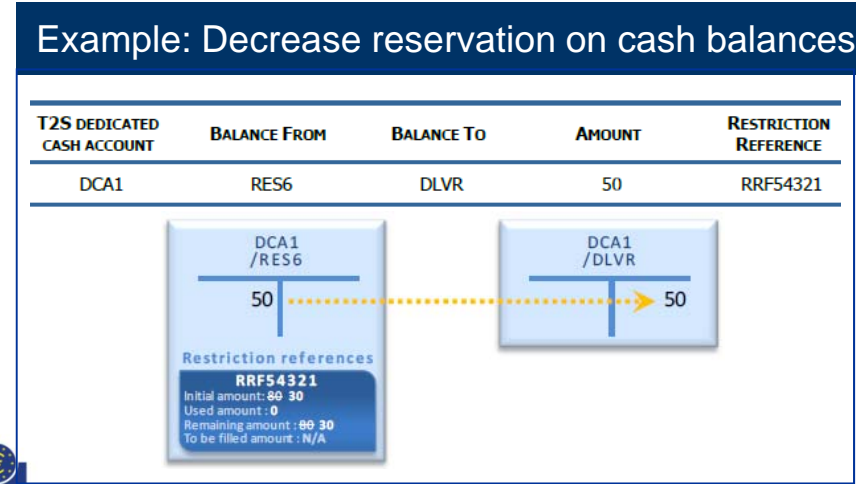 Example: Decrease reservation on cash balances
T2S DEDICATED CASH ACCOUNT BALANCE FROM BALANCE TO AMOUNT RESTRICTION REFERENCE
DCA1 RES6 DLVR 50 RRF54321
DCA1
/RES6
50
DCA1
/DLVR
50
Restriction references
RRF54321
Initial amount: 80 30
Used amount : 0
Remaining amount : 80 30
To be filled amount : N/A